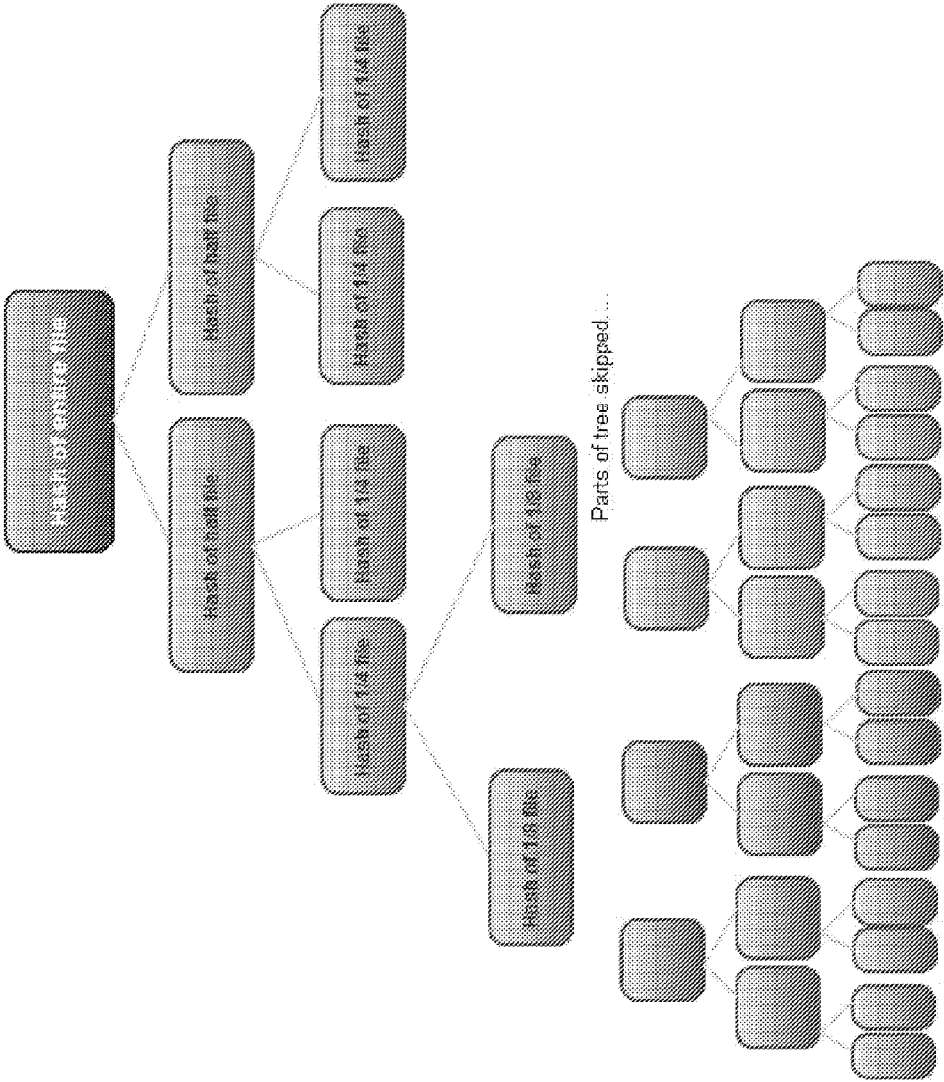 Hash of entire file
Hash of half file
Hash of half file
Hash of 1/4 file
Hash of 1/4 file
Hash of 1/4 file
Hash of 1/4 file
Hash of 1/8 file
Hash of 1/8 file
Parts of tree skipped....